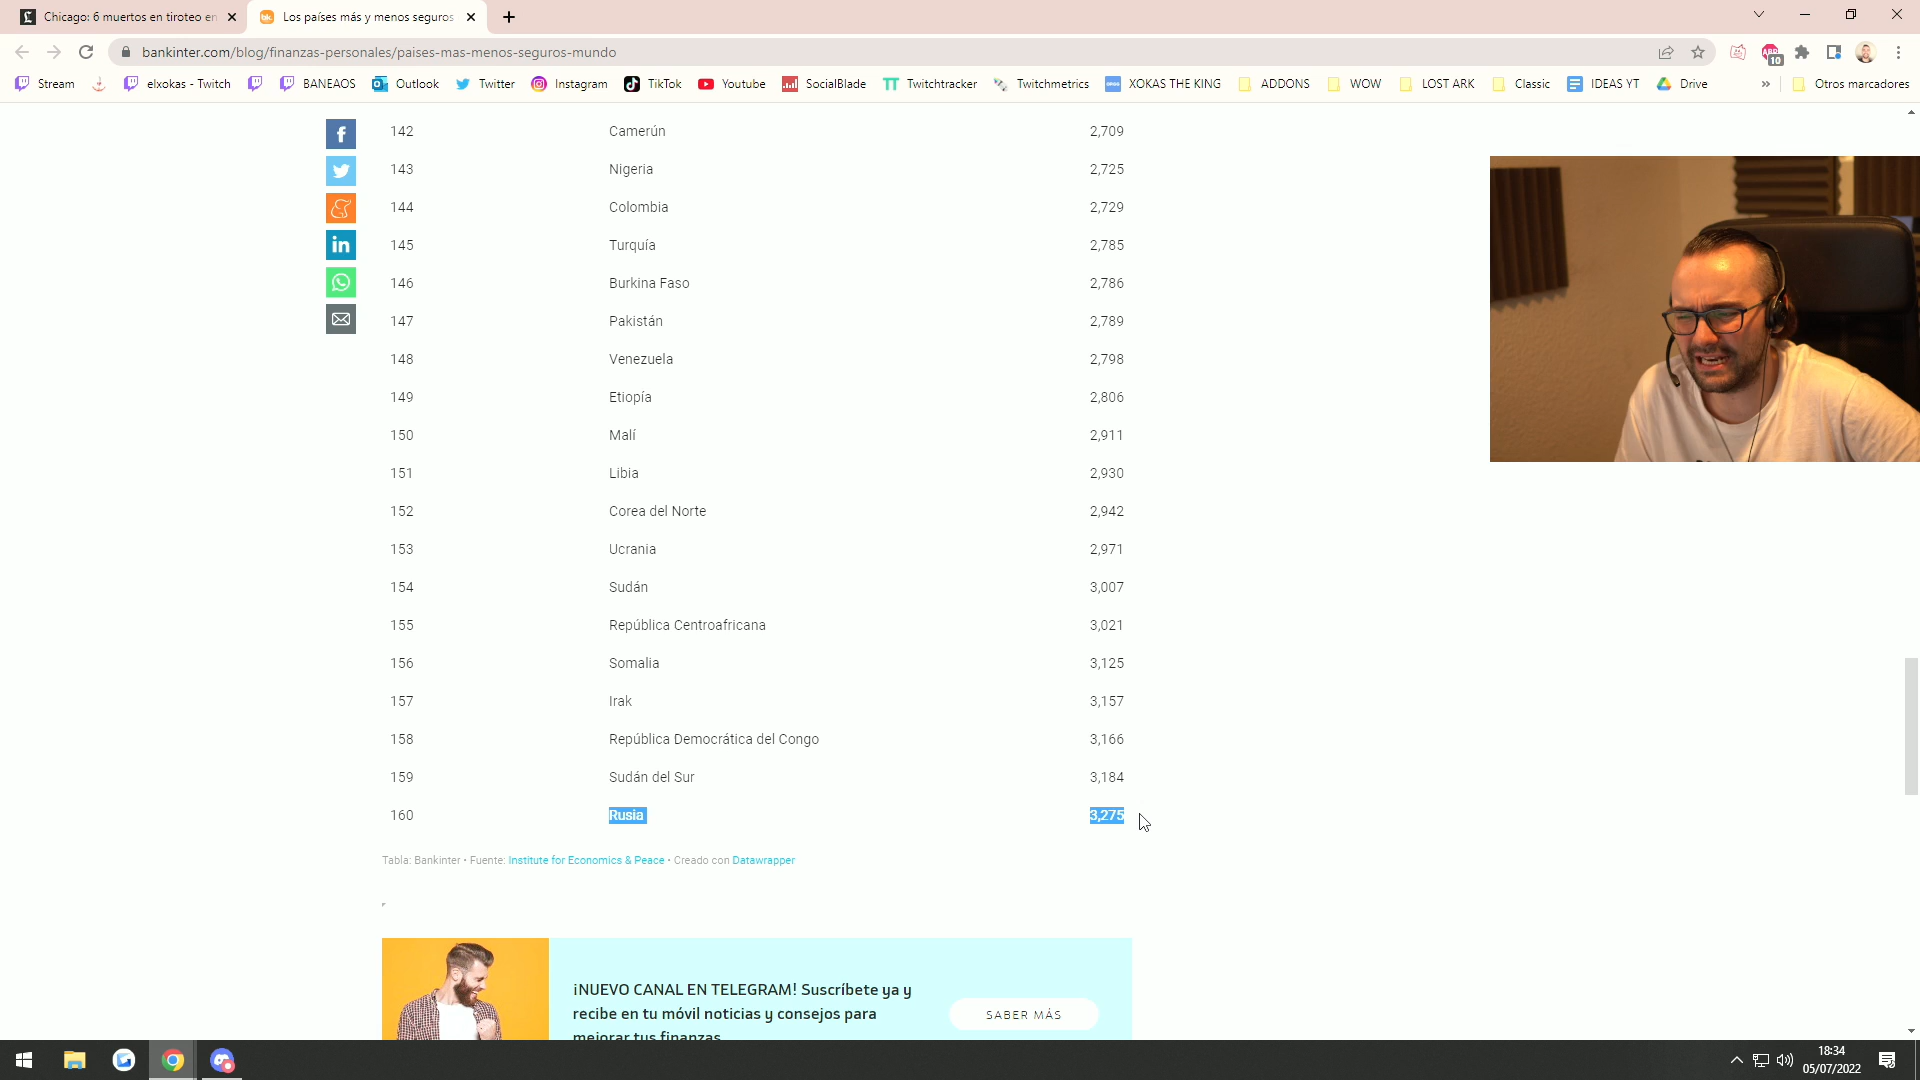 Chicago: 6 muertos en tiroteo en
Los países más y menos seguros
bankinter.com/blog/finanzas-personales/paises-mas-menos-seguros-mundo
ABP
10
Stream
elxokas - Twitch
BANEAOS
Outlook
Twitter
Instagram
TikTok
Youtube
SocialBlade
TT Twitchtracker
Twitchmetrics
XOKAS THE KING
ADDONS
WOW
LOST ARK
Classic
IDEAS YT
Drive
»
Otros marcadores
142 Camerún 2,709
143 Nigeria 2,725
144 Colombia 2,729
145 Turquía 2,785
146 Burkina Faso 2,786
147 Pakistán 2,789
148 Venezuela 2,798
149 Etiopía 2,806
150 Malí 2,911
151 Libia 2,930
152 Corea del Norte 2,942
153 Ucrania 2,971
154 Sudán 3,007
155 República Centroafricana 3,021
156 Somalia 3,125
157 Irak 3,157
158 República Democrática del Congo 3,166
159 Sudán del Sur 3,184
160 Rusia 3,275
Tabla: Bankinter • Fuente: Institute for Economics & Peace • Creado con Datawrapper
¡NUEVO CANAL EN TELEGRAM! Suscríbete ya y
recibe en tu móvil noticias y consejos para
mejorar tus finanzas
SABER MÁS
18:34
05/07/2022